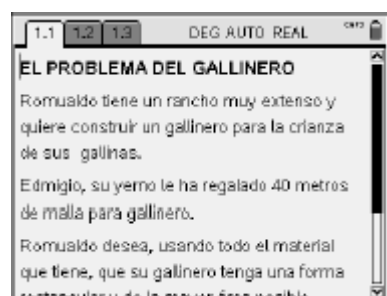 1.1 1.2 1.3 DEG AUTO REAL
EL PROBLEMA DEL GALLINERO
Romualdo tiene un rancho muy extenso y
quiere construir un gallinero para la crianza
de sus gallinas.
Edmigio, su yerno le ha regalado 40 metros
de malla para gallinero.
Romualdo desea, usando todo el material
que tiene, que su gallinero tenga una forma